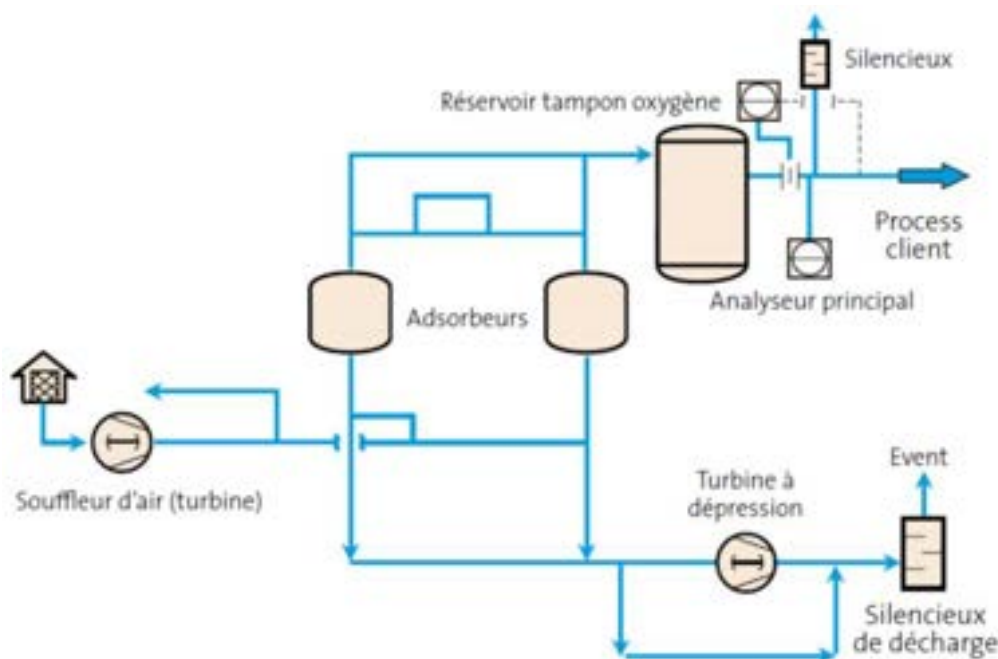 Silencieux
Réservoir tampon oxygène
Process
client
Analyseur principal
Adsorbeurs
Souffleur d'air (turbine)
Turbine à
dépression
Event
Silencieux
de décharge